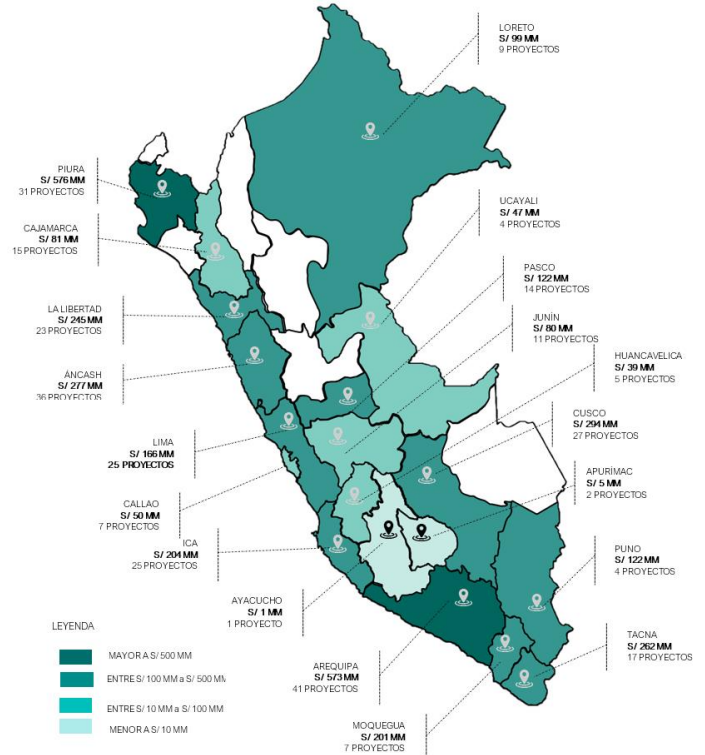 LORETO
S/ 99 MM
9 PROYECTOS
PIURA
S/ 576 MM
31 PROYECTOS
CAJAMARCA
S/ 81 MM
15 PROYECTOS
LA LIBERTAD
S/ 245 MM
23 PROYECTOS
ÁNCASH
S/ 277 MM
36 PROYECTOS
LIMA
S/ 166 MM
25 PROYECTOS
CALLAO
S/ 50 MM
7 PROYECTOS
ICA
S/ 204 MM
25 PROYECTOS
AYACUCHO
S/ 1 MM
1 PROYECTO
AREQUIPA
S/ 573 MM
41 PROYECTOS
MOQUEGUA
S/ 201 MM
7 PROYECTOS
UCAYALI
S/ 47 MM
4 PROYECTOS
PASCO
S/ 122 MM
14 PROYECTOS
JUNÍN
S/ 80 MM
11 PROYECTOS
HUANCAVELICA
S/ 39 MM
5 PROYECTOS
CUSCO
S/ 294 MM
27 PROYECTOS
APURÍMAC
S/ 5 MM
2 PROYECTOS
PUNO
S/ 122 MM
4 PROYECTOS
TACNA
S/ 262 MM
17 PROYECTOS
LEYENDA
MAYOR A S/ 500 MM
ENTRE S/ 100 MM a S/ 500 MM
ENTRE S/ 10 MM a S/ 100 MM
MENOR A S/ 10 MM